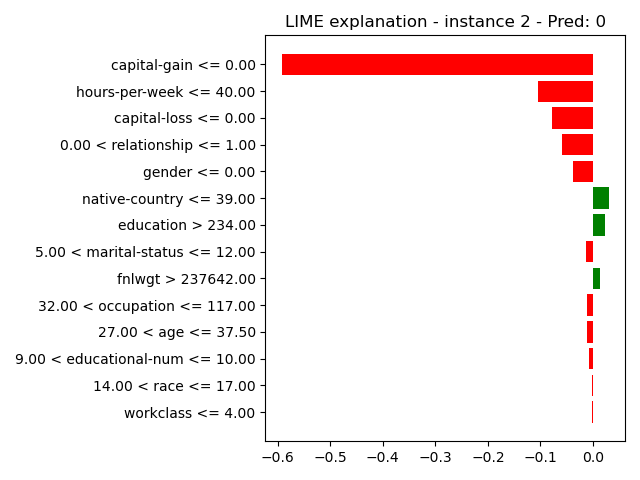 LIME explanation - instance 2 - Pred: 0
capital-gain <= 0.00
hours-per-week <= 40.00
capital-loss <= 0.00
0.00 < relationship <= 1.00
gender <= 0.00
native-country <= 39.00
education > 234.00
5.00 < marital-status <= 12.00
fnlwgt > 237642.00
32.00 < occupation <= 117.00
27.00 < age <= 37.50
9.00 < educational-num <= 10.00
14.00 < race <= 17.00
workclass <= 4.00
−0.6 −0.5 −0.4 −0.3 −0.2 −0.1 0.0